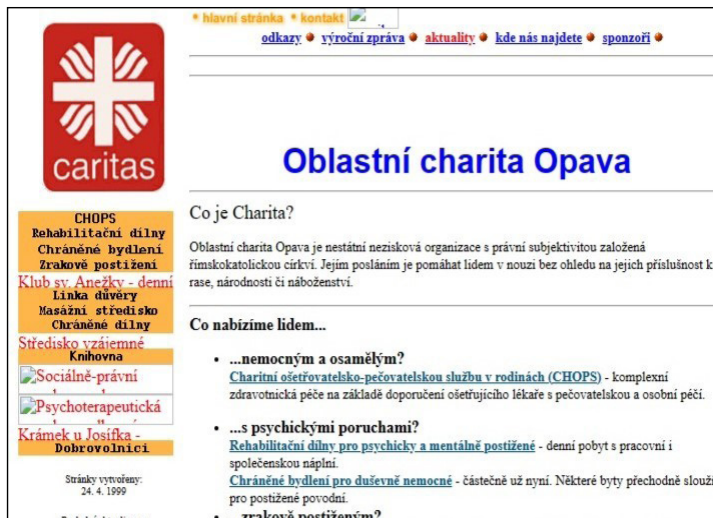 * hlavní stránka * kontakt
odkazy výroční zpráva aktuality kde nás najdete sponzoři
caritas
Oblastní charita Opava
CHOPS
Rehabilitační dílny
Chráněné bydlení
Zrakově postižení
Klub sv. Anežky - denní
Linka důvěry
Masážní středisko
Chráněné dílny
Středisko vzájemné
Knihovna
Sociálně-právní
Psychoterapeutická
Krámek u Josífka -
Dobrovolníci
Stránky vytvořeny:
24. 4. 1999
Co je Charita?
Oblastní charita Opava je nestátní nezisková organizace s právní subjektivitou založená
římskokatolickou církví. Jejím posláním je pomáhat lidem v nouzi bez ohledu na jejich příslušnost k
rase, národnosti či náboženství.
Co nabízíme lidem...
• ...nemocným a osamělým?
Charitní ošetřovatelsko-pečovatelskou službu v rodinách (CHOPS) - komplexní
zdravotnická péče na základě doporučení ošetřujícího lékaře s pečovatelskou a osobní péčí.
• ...s psychickými poruchami?
Rehabilitační dílny pro psychicky a mentálně postižené - denní pobyt s pracovní i
společenskou náplní.
Chráněné bydlení pro duševně nemocné - částečně už nyní. Některé byty přechodně slouží
pro postižené povodní.
• ...zrakově postiženým?